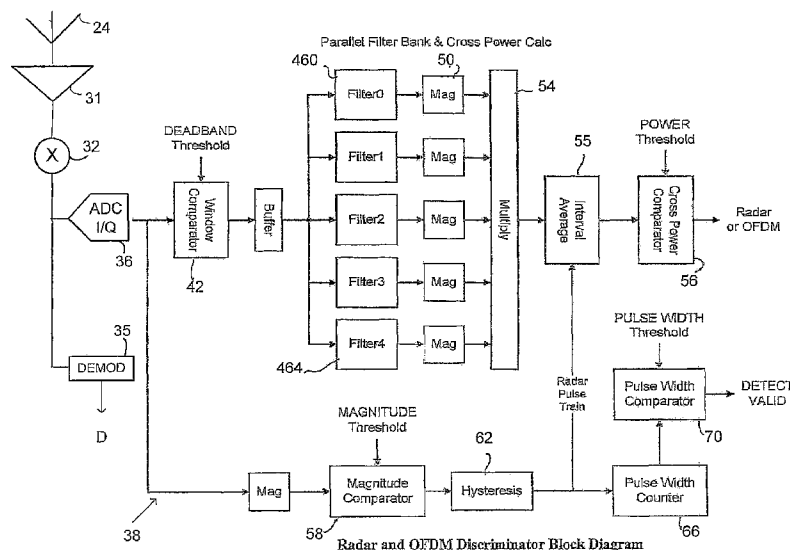 24
31
X
32
ADC
I/Q
36
35
DEMOD
D
38
DEADBAND
Threshold
Window
Comparator
42
Buffer
Parallel Filter Bank & Cross Power Calc
460
50
54
Filter0
Mag
Filter1
Mag
Filter2
Mag
Filter3
Mag
Filter4
Mag
464
Multiply
55
Interval
Average
POWER
Threshold
Cross Power
Comparator
56
Radar
or OFDM
Radar
Pulse
Train
PULSE WIDTH
Threshold
Pulse Width
Comparator
70
DETECT
VALID
Mag
MAGNITUDE
Threshold
Magnitude
Comparator
58
62
Hysteresis
Pulse Width
Counter
66
Radar and OFDM Discriminator Block Diagram